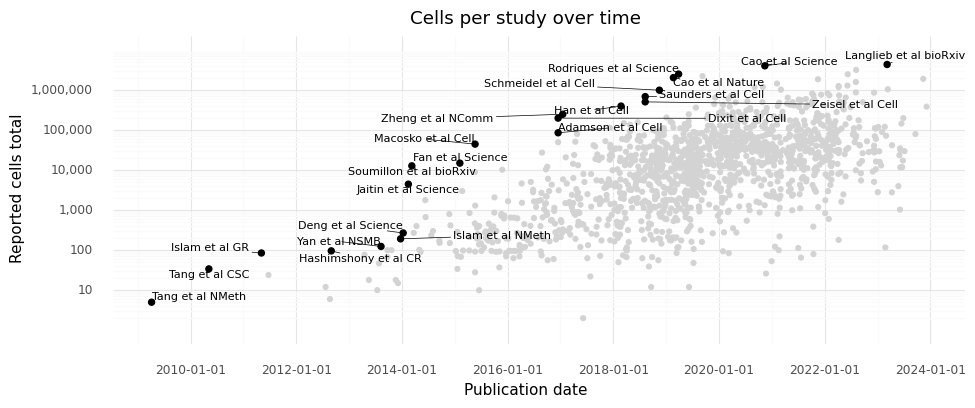 Cells per study over time
Reported cells total
1,000,000
100,000
10,000
1,000
100
10
Langlieb et al bioRxiv
Cao et al Science
Rodriques et al Science
Schmeidel et al Cell
Cao et al Nature
Saunders et al Cell
Zeisel et al Cell
Han et al Cell
Zheng et al NComm
Dixit et al Cell
Adamson et al Cell
Macosko et al Cell
Fan et al Science
Soumillon et al bioRxiv
Jaitin et al Science
Deng et al Science
Islam et al NMeth
Yan et al NSMB
Islam et al GR
Hashimshony et al CR
Tang et al CSC
Tang et al NMeth
2010-01-01
2012-01-01
2014-01-01
2016-01-01
2018-01-01
2020-01-01
2022-01-01
2024-01-01
Publication date